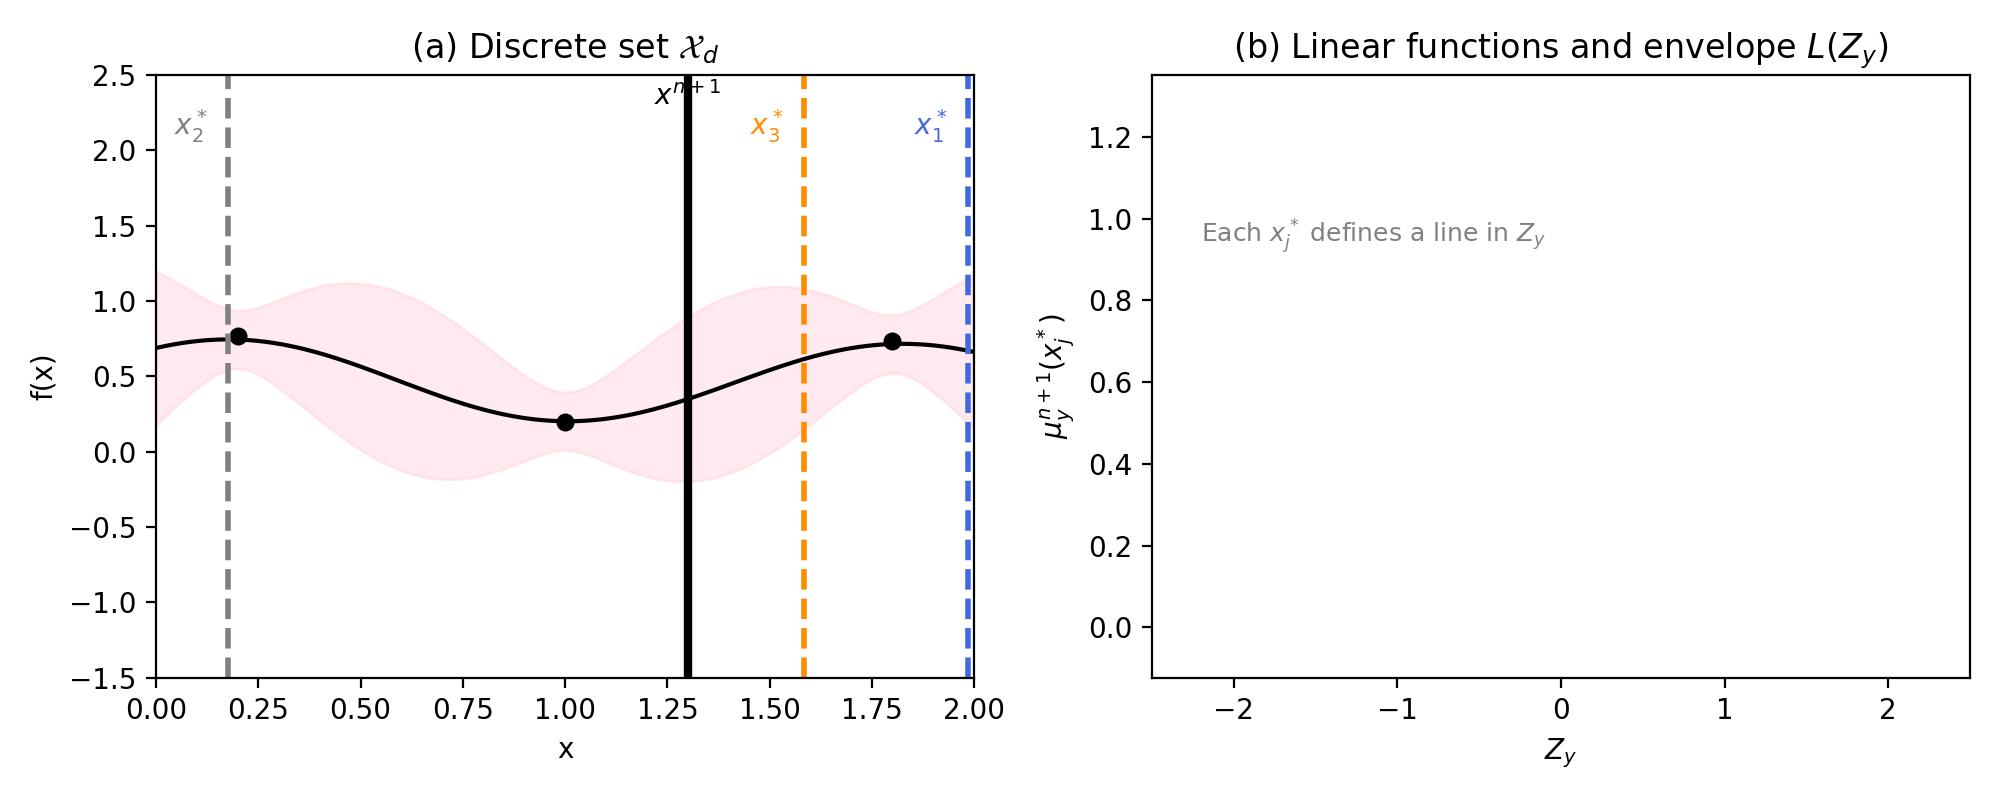 (a) Discrete set 𝒳_d
2.5
2.0
1.5
1.0
0.5
0.0
−0.5
−1.0
−1.5
f(x)
x_2^*
x^{n+1}
x_3^*
x_1^*
0.00 0.25 0.50 0.75 1.00 1.25 1.50 1.75 2.00
x
(b) Linear functions and envelope L(Z_y)
1.2
1.0
0.8
0.6
0.4
0.2
0.0
μ_y^{n+1}(x_j^*)
Each x_j^* defines a line in Z_y
−2 −1 0 1 2
Z_y